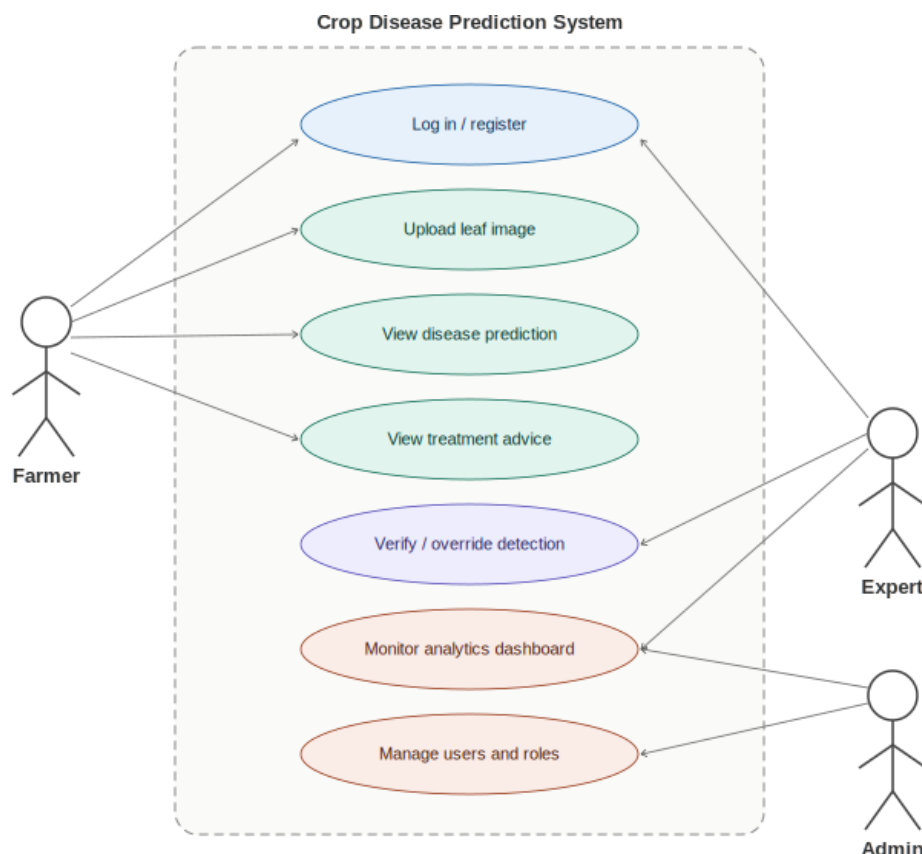 Crop Disease Prediction System
Log in / register
Upload leaf image
View disease prediction
View treatment advice
Farmer
Verify / override detection
Expert
Monitor analytics dashboard
Manage users and roles
Admin